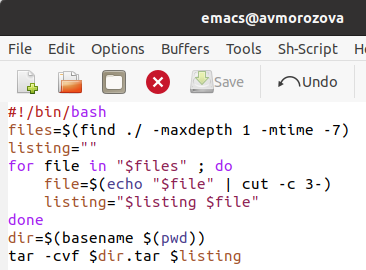 emacs@avmorozova
File Edit Options Buffers Tools Sh-Script
Save Undo
#!/bin/bash
files=$(find ./ -maxdepth 1 -mtime -7)
listing=""
for file in "$files" ; do
    file=$(echo "$file" | cut -c 3-)
    listing="$listing $file"
done
dir=$(basename $(pwd))
tar -cvf $dir.tar $listing